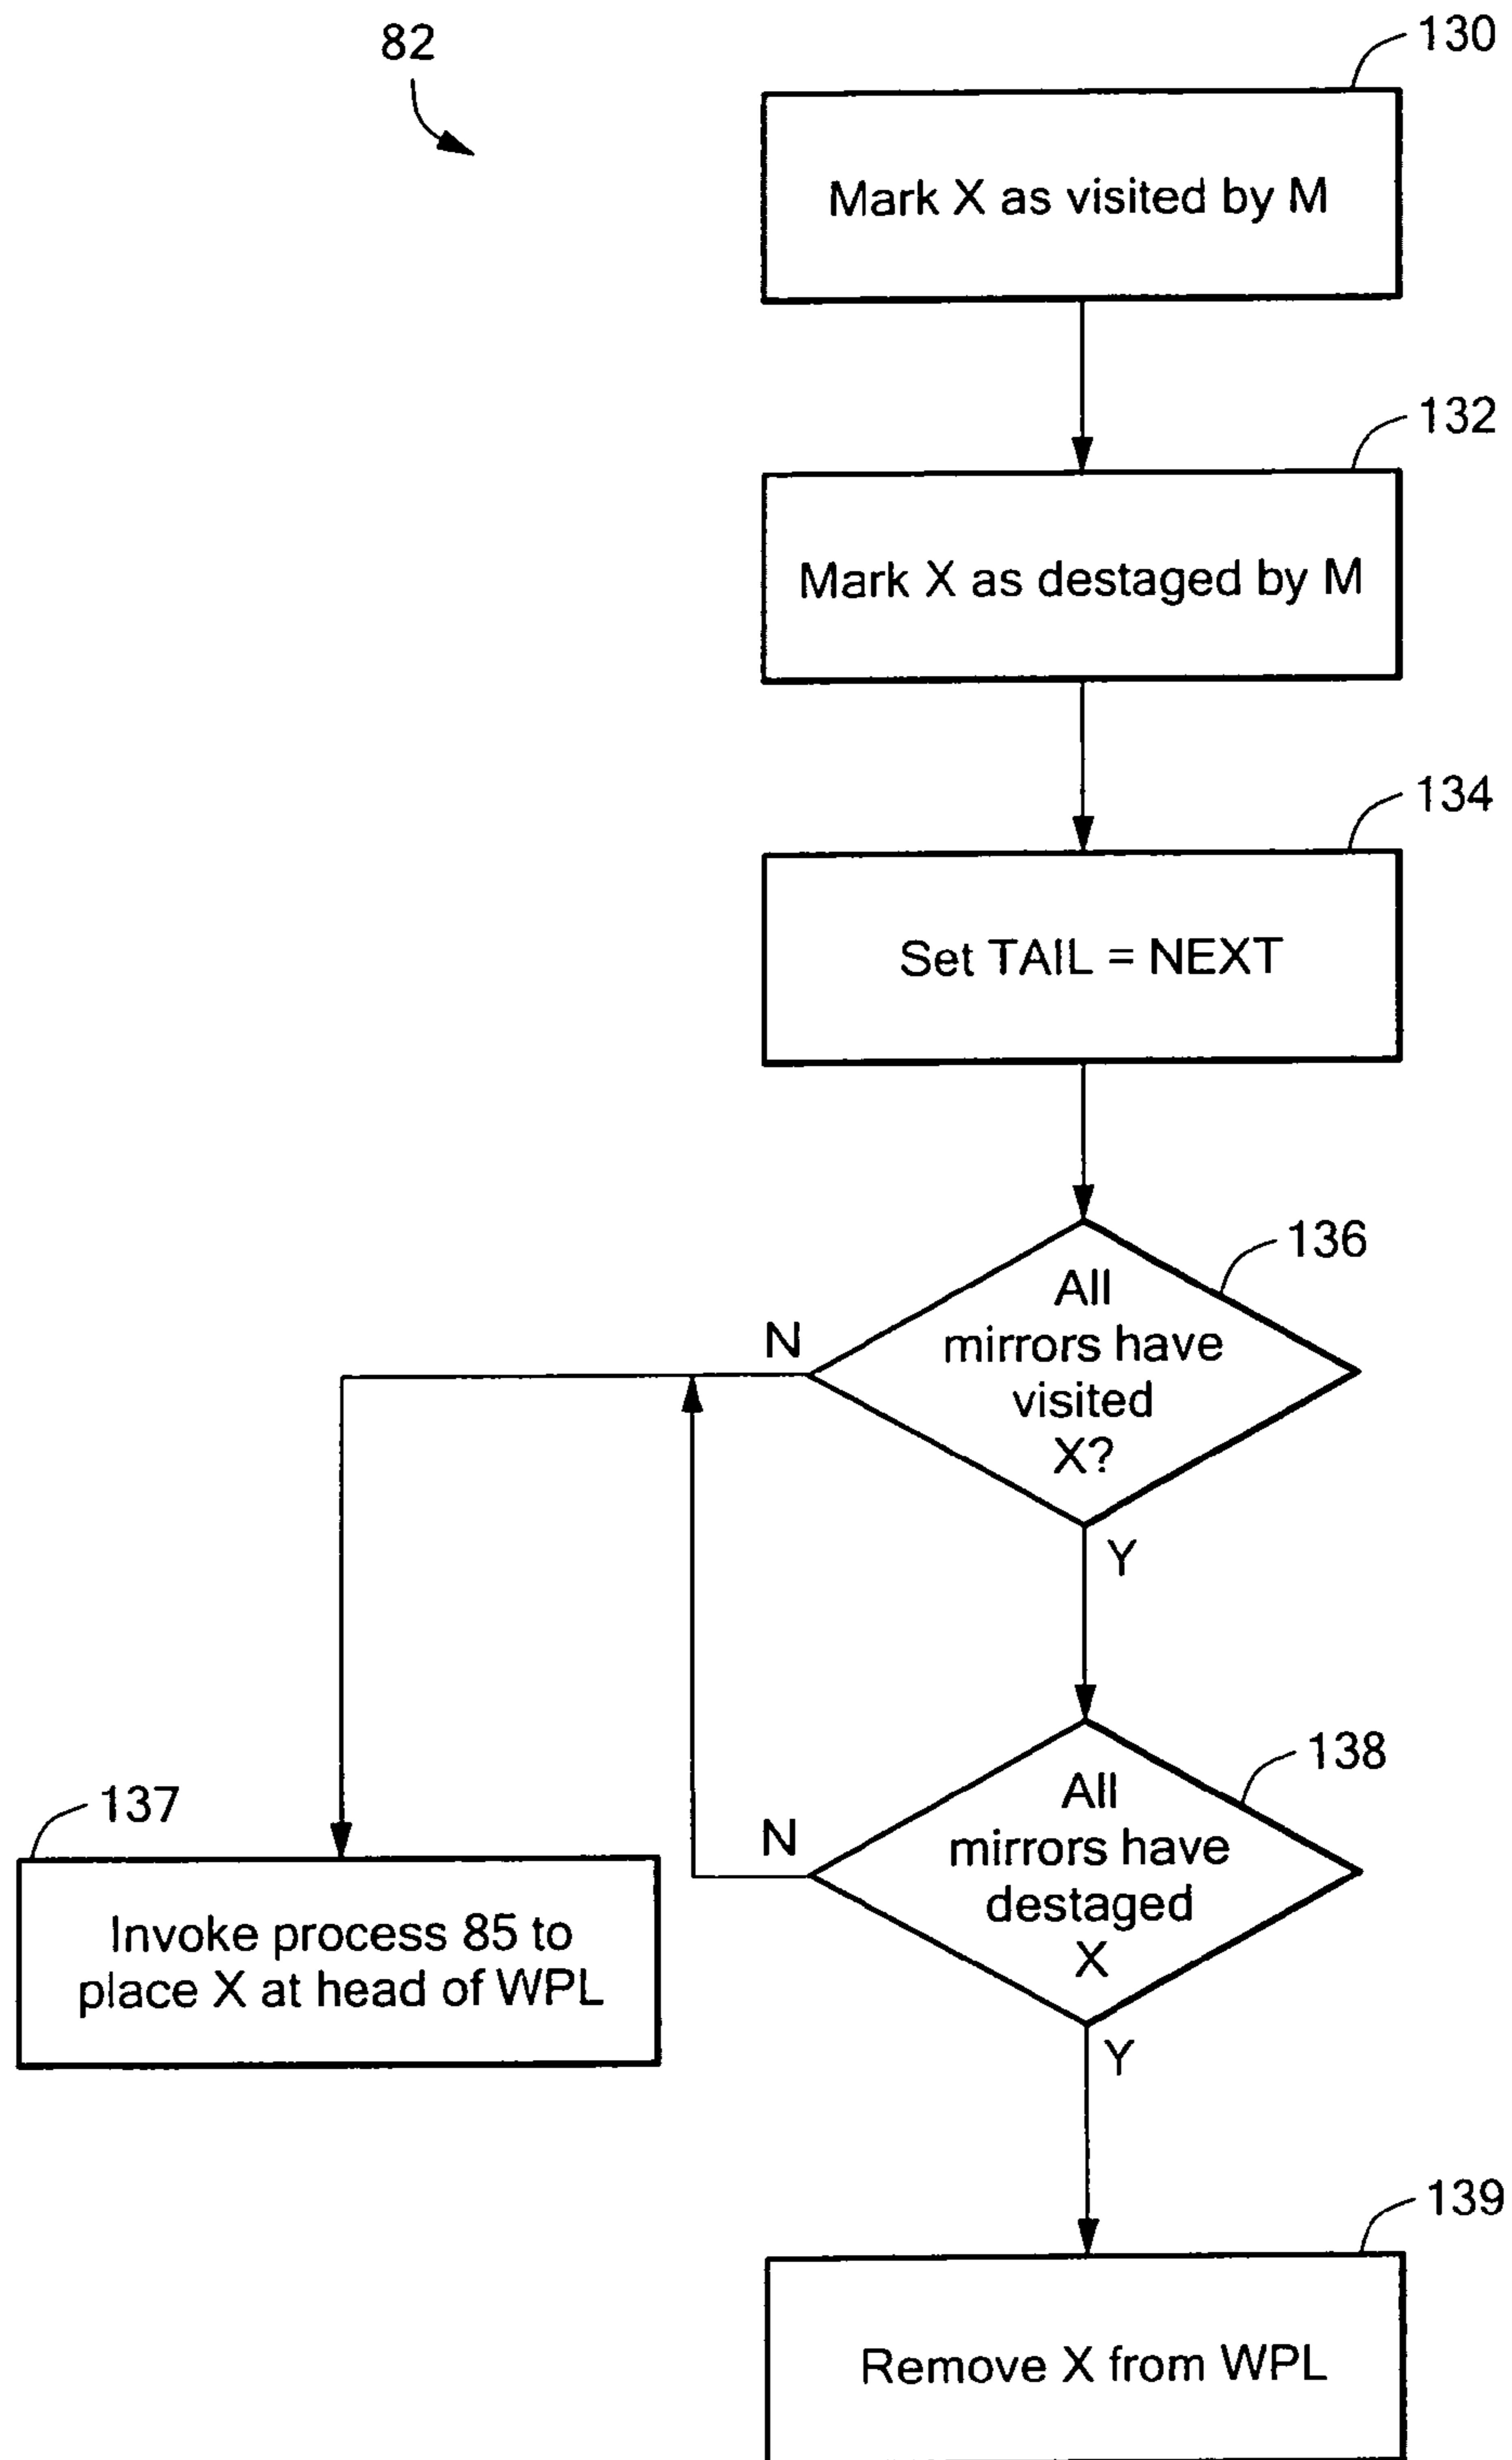 82
130
Mark X as visited by M
132
Mark X as destaged by M
134
Set TAIL = NEXT
136
All
mirrors have
visited
X?
N
Y
138
All
mirrors have
destaged
X
N
Y
137
Invoke process 85 to
place X at head of WPL
139
Remove X from WPL